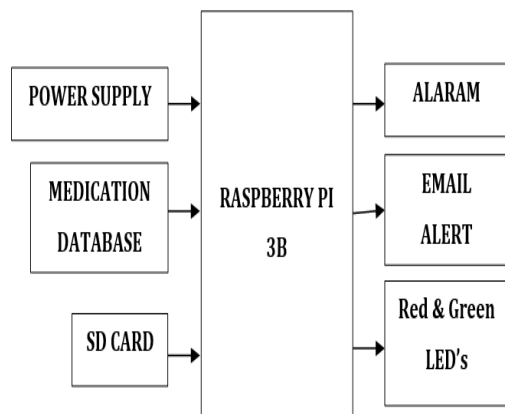 POWER SUPPLY
MEDICATION
DATABASE
SD CARD
RASPBERRY PI
3B
ALARAM
EMAIL
ALERT
Red & Green
LED's